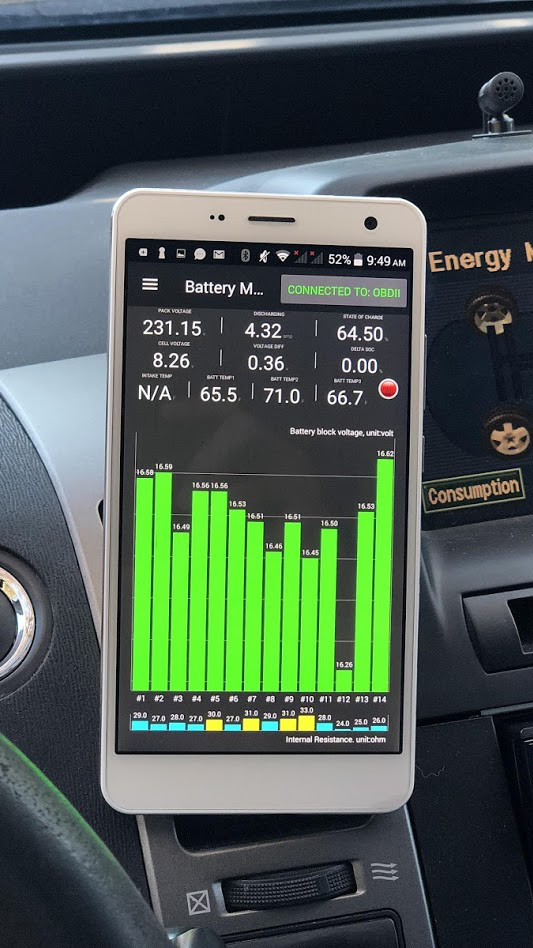 52% 9:49 AM
Energy M
Battery M... CONNECTED TO: OBDII
PACK VOLTAGE DISCHARGING STATE OF CHARGE
231.15 4.32 64.50
CELL VOLTAGE VOLTAGE DIFF DELTA SOC
8.26 0.36 0.00
INTAKE TEMP BATT TEMP1 BATT TEMP2 BATT TEMP3
N/A 65.5 71.0 66.7
Battery block voltage, unit:volt
16.58 16.59 16.49 16.56 16.56 16.53 16.51 16.46 16.51 16.45 16.50 16.26 16.53 16.62
Consumption
#1 #2 #3 #4 #5 #6 #7 #8 #9 #10 #11 #12 #13 #14
29.0 27.0 28.0 27.0 30.0 27.0 31.0 29.0 31.0 33.0 28.0 24.0 25.0 26.0
Internal Resistance. unit:ohm